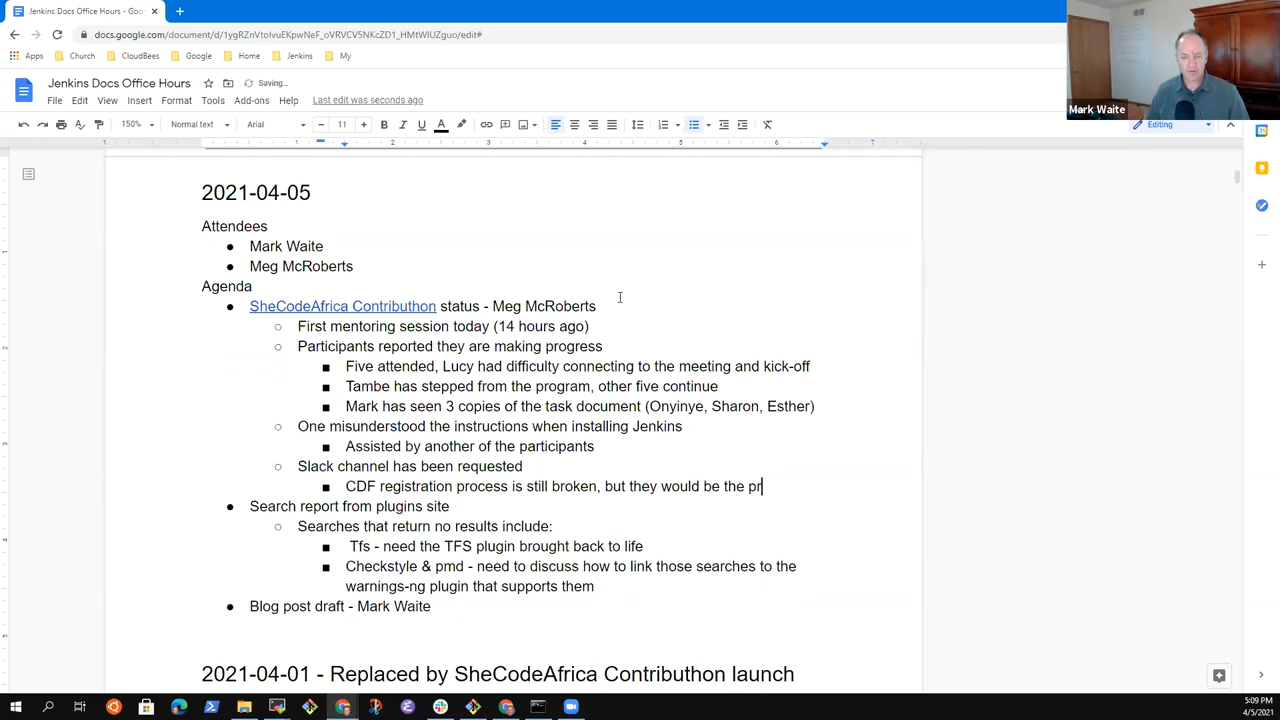 Jenkins Docs Office Hours - Goo
docs.google.com/document/d/1ygRZnVtoIvuEKpwNeF_oVRVCV5NKcZD1_HMtWIUZguo/edit#
Apps Church CloudBees Google Home Jenkins My
Jenkins Docs Office Hours Saving…
File Edit View Insert Format Tools Add-ons Help Last edit was seconds ago
150% Normal text Arial 11 Editing
Mark Waite
1 1 2 3 4 5 6 7
2021-04-05
Attendees
● Mark Waite
● Meg McRoberts
Agenda
● SheCodeAfrica Contributhon status - Meg McRoberts
○ First mentoring session today (14 hours ago)
○ Participants reported they are making progress
■ Five attended, Lucy had difficulty connecting to the meeting and kick-off
■ Tambe has stepped from the program, other five continue
■ Mark has seen 3 copies of the task document (Onyinye, Sharon, Esther)
○ One misunderstood the instructions when installing Jenkins
■ Assisted by another of the participants
○ Slack channel has been requested
■ CDF registration process is still broken, but they would be the pr
● Search report from plugins site
○ Searches that return no results include:
■ Tfs - need the TFS plugin brought back to life
■ Checkstyle & pmd - need to discuss how to link those searches to the
warnings-ng plugin that supports them
● Blog post draft - Mark Waite
2021-04-01 - Replaced by SheCodeAfrica Contributhon launch
5:09 PM
4/5/2021